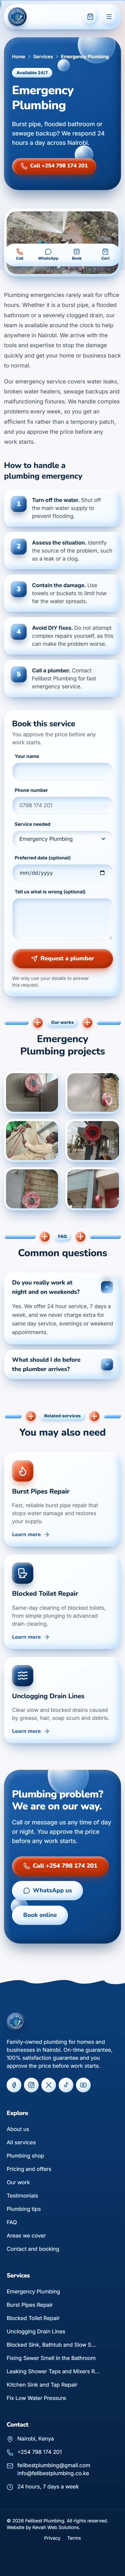 Home › Services › Emergency Plumbing
Available 24/7
Emergency
Plumbing
Burst pipe, flooded bathroom or
sewage backup? We respond 24
hours a day across Nairobi.
Call +254 798 174 201
Call
WhatsApp
Book
Cart
Plumbing emergencies rarely wait for office
hours. Whether it is a burst pipe, a flooded
bathroom or a severely clogged drain, our
team is available around the clock to help
anywhere in Nairobi. We arrive with the
tools and expertise to stop the damage
quickly and get your home or business back
to normal.
Our emergency service covers water leaks,
broken water heaters, sewage backups and
malfunctioning fixtures. We handle complex
problems every week, so you get an
efficient fix rather than a temporary patch,
and you approve the price before any
work starts.
How to handle a
plumbing emergency
1
Turn off the water. Shut off
the main water supply to
prevent flooding.
2
Assess the situation. Identify
the source of the problem, such
as a leak or a clog.
3
Contain the damage. Use
towels or buckets to limit how
far the water spreads.
4
Avoid DIY fixes. Do not attempt
complex repairs yourself, as this
can make the problem worse.
5
Call a plumber. Contact
Felibest Plumbing for fast
emergency service.
Book this service
You approve the price before any
work starts.
Your name
Phone number
0798 174 201
Service needed
Emergency Plumbing
Preferred date (optional)
mm/dd/yyyy
Tell us what is wrong (optional)
Request a plumber
We only use your details to answer
this request.
Our works
Emergency
Plumbing projects
FAQ
Common questions
Do you really work at
night and on weekends?
Yes. We offer 24 hour service, 7 days a
week, and we never charge extra for
same day service, evenings or weekend
appointments.
What should I do before
the plumber arrives?
Related services
You may also need
Burst Pipes Repair
Fast, reliable burst pipe repair that
stops water damage and restores
your supply.
Learn more →
Blocked Toilet Repair
Same-day clearing of blocked toilets,
from simple plunging to advanced
drain clearing.
Learn more →
Unclogging Drain Lines
Clear slow and blocked drains caused
by grease, hair, soap scum and debris.
Learn more →
Plumbing problem?
We are on our way.
Call or message us any time of day
or night. You approve the price
before any work starts.
Call +254 798 174 201
WhatsApp us
Book online
Family-owned plumbing for homes and
businesses in Nairobi. On-time guarantee,
100% satisfaction guarantee and you
approve the price before work starts.
Explore
About us
All services
Plumbing shop
Pricing and offers
Our work
Testimonials
Plumbing tips
FAQ
Areas we cover
Contact and booking
Services
Emergency Plumbing
Burst Pipes Repair
Blocked Toilet Repair
Unclogging Drain Lines
Blocked Sink, Bathtub and Slow S...
Fixing Sewer Smell in the Bathroom
Leaking Shower Taps and Mixers R...
Kitchen Sink and Tap Repair
Fix Low Water Pressure
Contact
Nairobi, Kenya
+254 798 174 201
felibestplumbing@gmail.com
info@felibestplumbing.co.ke
24 hours, 7 days a week
© 2026 Felibest Plumbing. All rights reserved.
Website by Kevah Web Solutions.
Privacy Terms